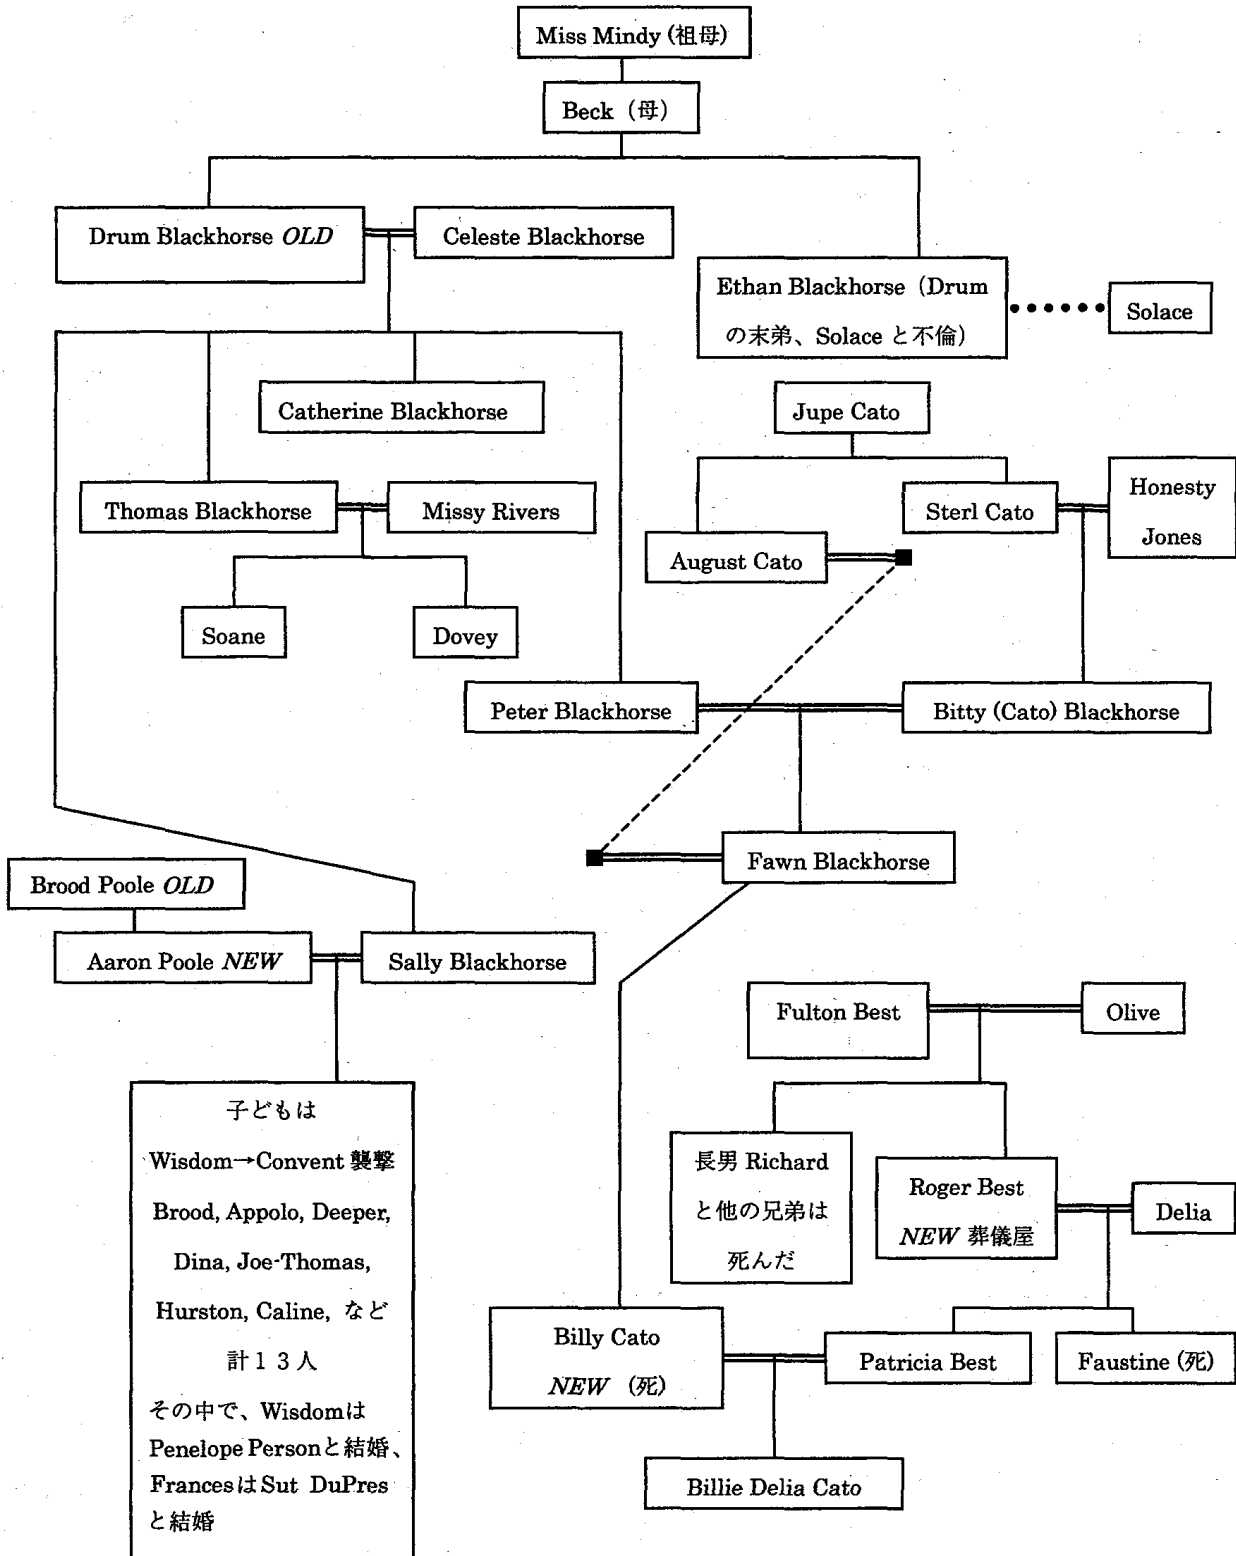 Miss Mindy (祖母)
Beck（母）
Drum Blackhorse OLD
Celeste Blackhorse
Ethan Blackhorse（Drum
の末弟、Solace と不倫）
Solace
Catherine Blackhorse
Jupe Cato
Thomas Blackhorse
Missy Rivers
Sterl Cato
Honesty
Jones
August Cato
Soane
Dovey
Peter Blackhorse
Bitty (Cato) Blackhorse
Fawn Blackhorse
Brood Poole OLD
Aaron Poole NEW
Sally Blackhorse
Fulton Best
Olive
子どもは
Wisdom→Convent 襲撃
Brood, Appolo, Deeper,
Dina, Joe-Thomas,
Hurston, Caline, など
計１３人
その中で、Wisdomは
Penelope Personと結婚、
FrancesはSut DuPres
と結婚
長男 Richard
と他の兄弟は
死んだ
Roger Best
NEW 葬儀屋
Delia
Billy Cato
NEW （死）
Patricia Best
Faustine (死)
Billie Delia Cato